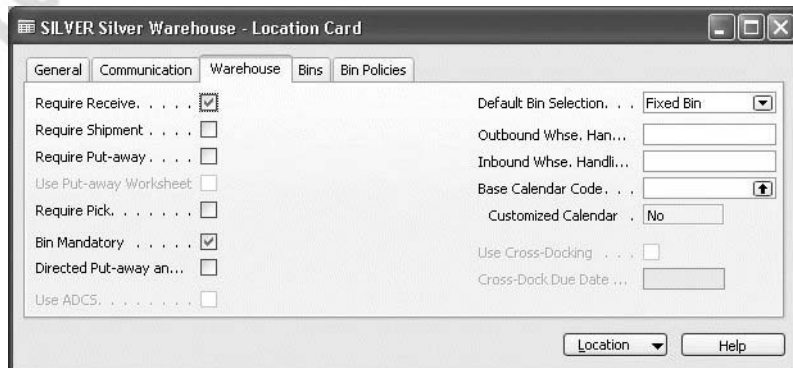 SILVER Silver Warehouse - Location Card
General Communication Warehouse Bins Bin Policies
Require Receive. . . . .
Require Shipment . . . .
Require Put-away . . . .
Use Put-away Worksheet
Require Pick. . . . . . .
Bin Mandatory . . . . .
Directed Put-away an...
Use ADCS. . . . . . . .
Default Bin Selection. . . Fixed Bin
Outbound Whse. Han...
Inbound Whse. Handli...
Base Calendar Code. . .
Customized Calendar . No
Use Cross-Docking . . .
Cross-Dock Due Date ...
Location Help